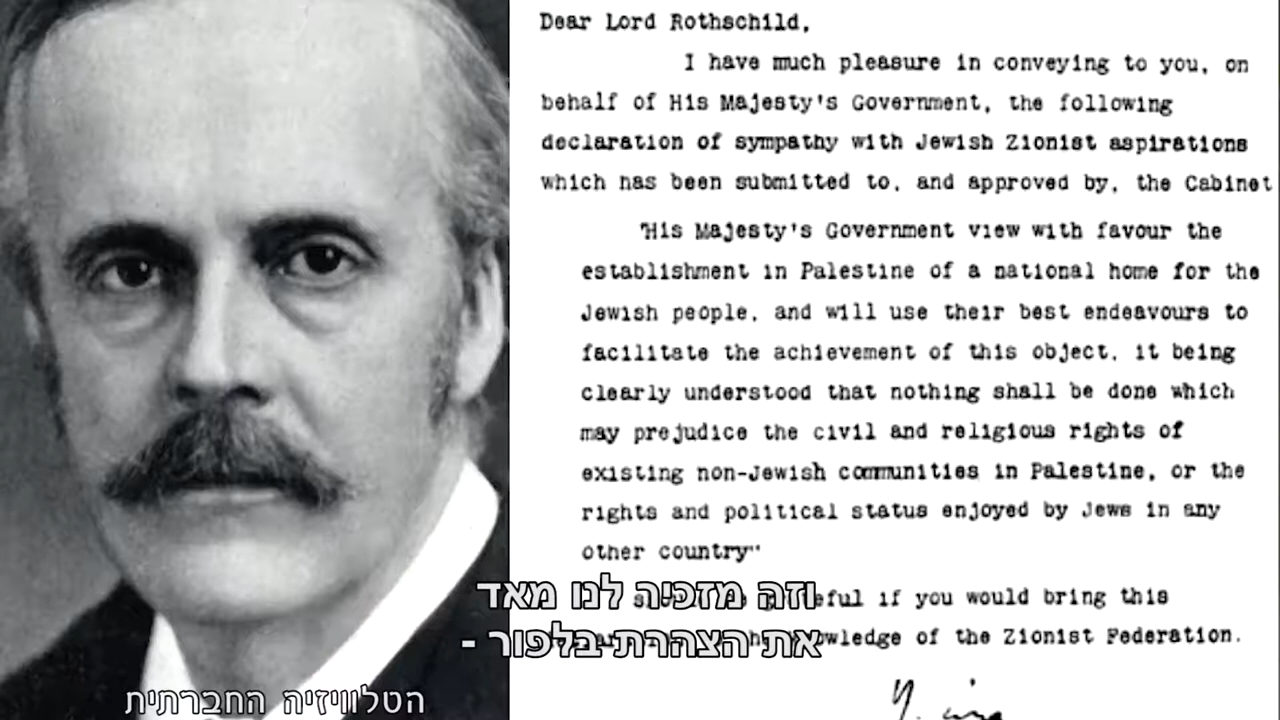 Dear Lord Rothschild,
I have much pleasure in conveying to you, on
behalf of His Majesty's Government, the following
declaration of sympathy with Jewish Zionist aspirations
which has been submitted to, and approved by, the Cabinet
"His Majesty's Government view with favour the
establishment in Palestine of a national home for the
Jewish people, and will use their best endeavours to
facilitate the achievement of this object, it being
clearly understood that nothing shall be done which
may prejudice the civil and religious rights of
existing non-Jewish communities in Palestine, or the
rights and political status enjoyed by Jews in any
other country"
if you would bring this
of the Zionist Federation.
וזה מזכיר לנו מאד
את הצהרת בלפור -
הטלוויזיה החברתית